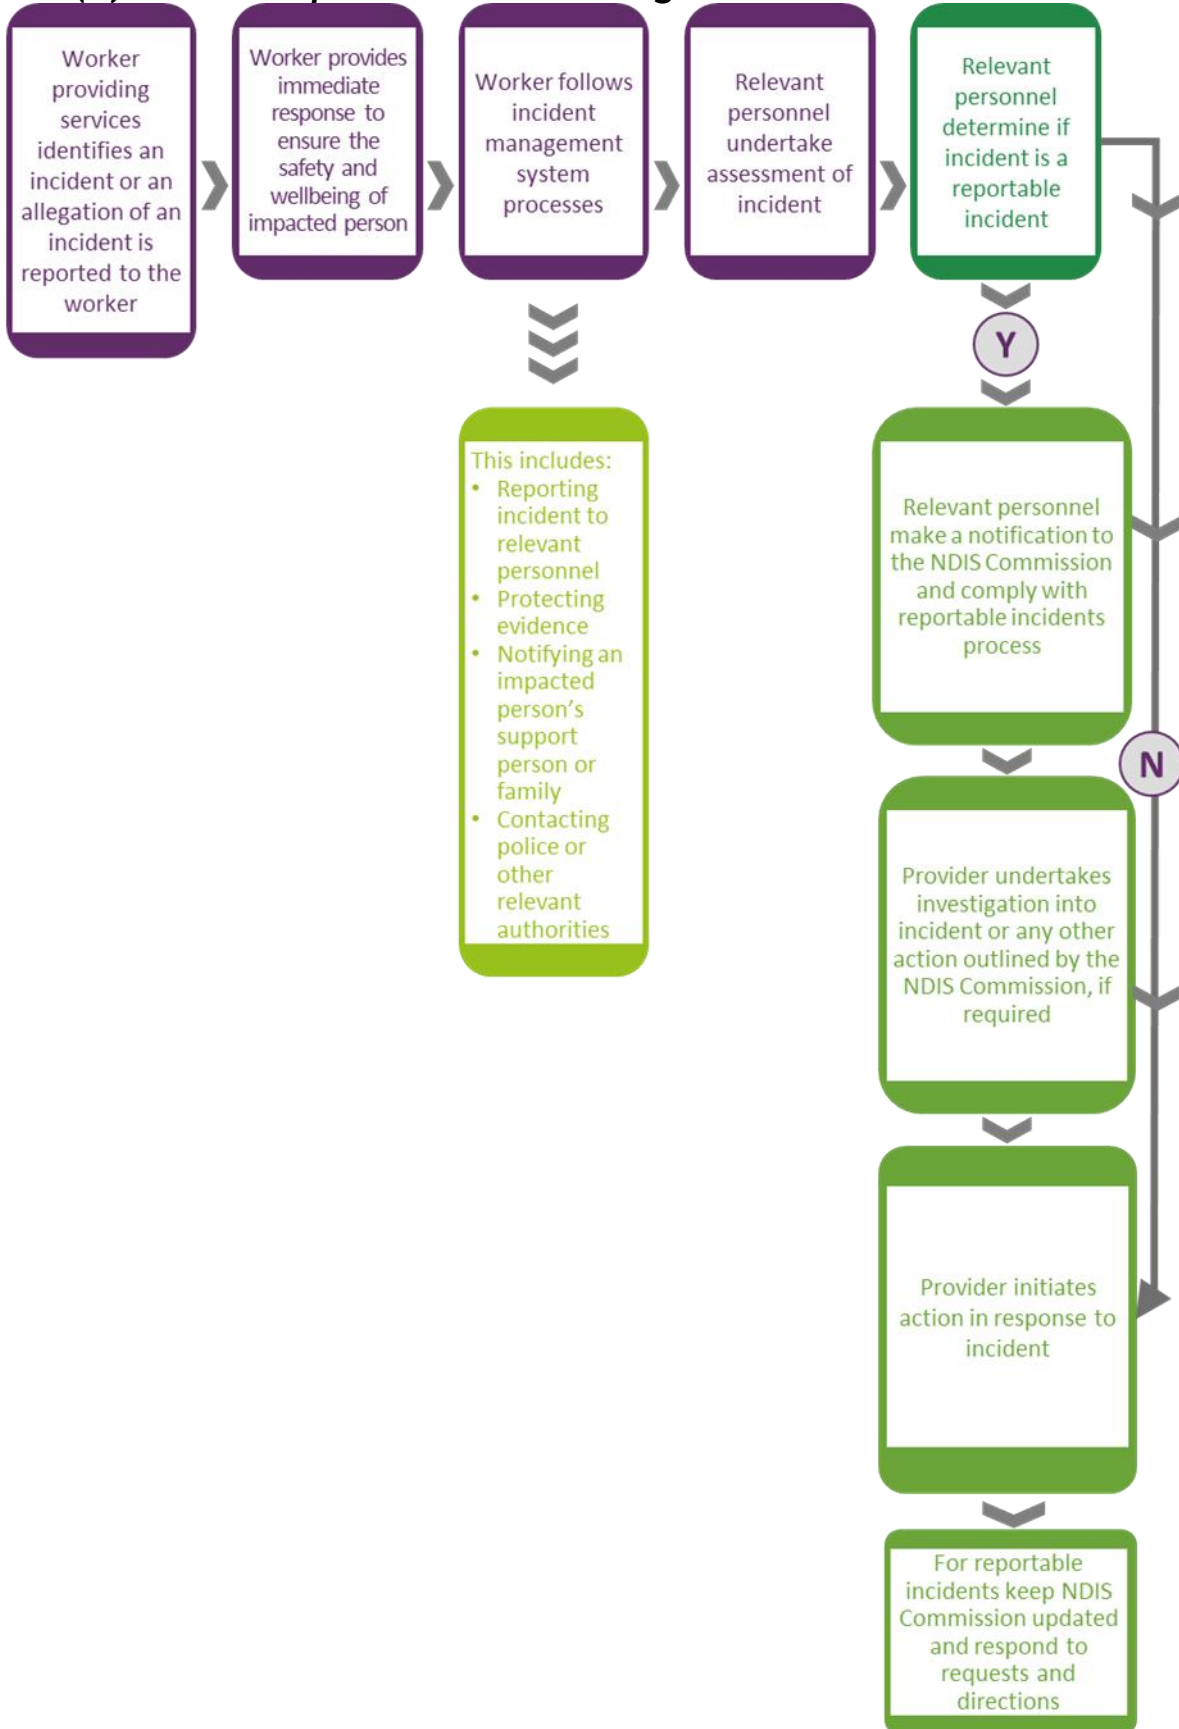 Worker
providing
services
identifies an
incident or an
allegation of an
incident is
reported to the
worker
Worker provides
immediate
response to
ensure the
safety and
wellbeing of
impacted person
Worker follows
incident
management
system
processes
Relevant
personnel
undertake
assessment of
incident
Relevant
personnel
determine if
incident is a
reportable
incident
Y
This includes:
• Reporting
incident to
relevant
personnel
• Protecting
evidence
• Notifying an
impacted
person's
support
person or
family
• Contacting
police or
other
relevant
authorities
Relevant personnel
make a notification to
the NDIS Commission
and comply with
reportable incidents
process
N
Provider undertakes
investigation into
incident or any other
action outlined by the
NDIS Commission, if
required
Provider initiates
action in response to
incident
For reportable
incidents keep NDIS
Commission updated
and respond to
requests and
directions